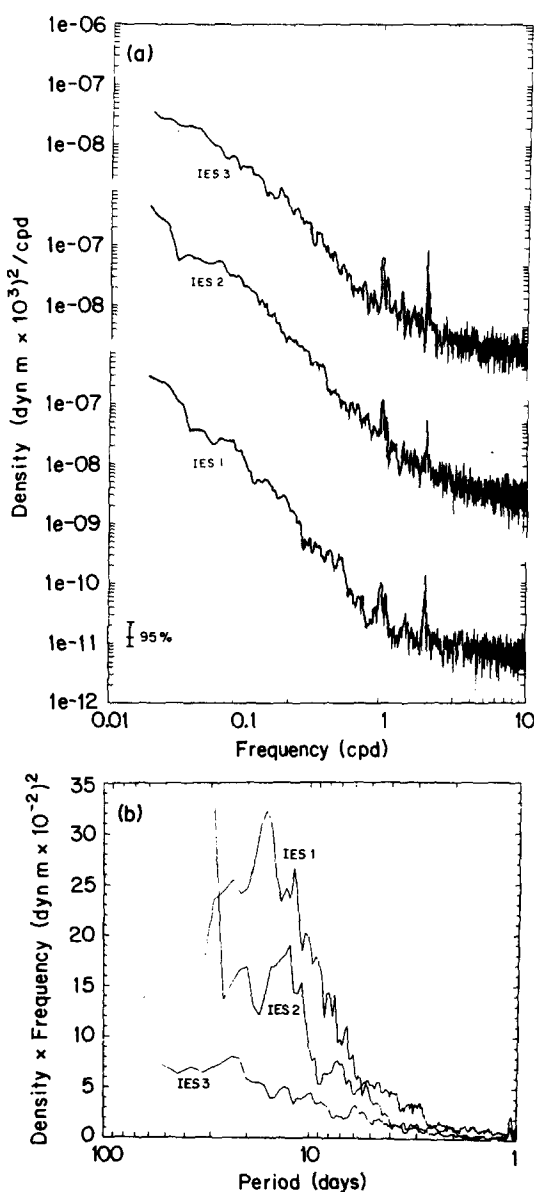 1e-06
(a)
1e-07
1e-08
IES 3
1e-07
1e-08
IES 2
1e-07
1e-08
1e-09
1e-10
1e-11
1e-12
IES 1
95%
Density (dyn m × 10³)²/cpd
0.01 0.1 1 10
Frequency (cpd)
35
30
25
20
15
10
5
0
(b)
IES 1
IES 2
IES 3
Density × Frequency (dyn m × 10⁻²)²
100 10 1
Period (days)